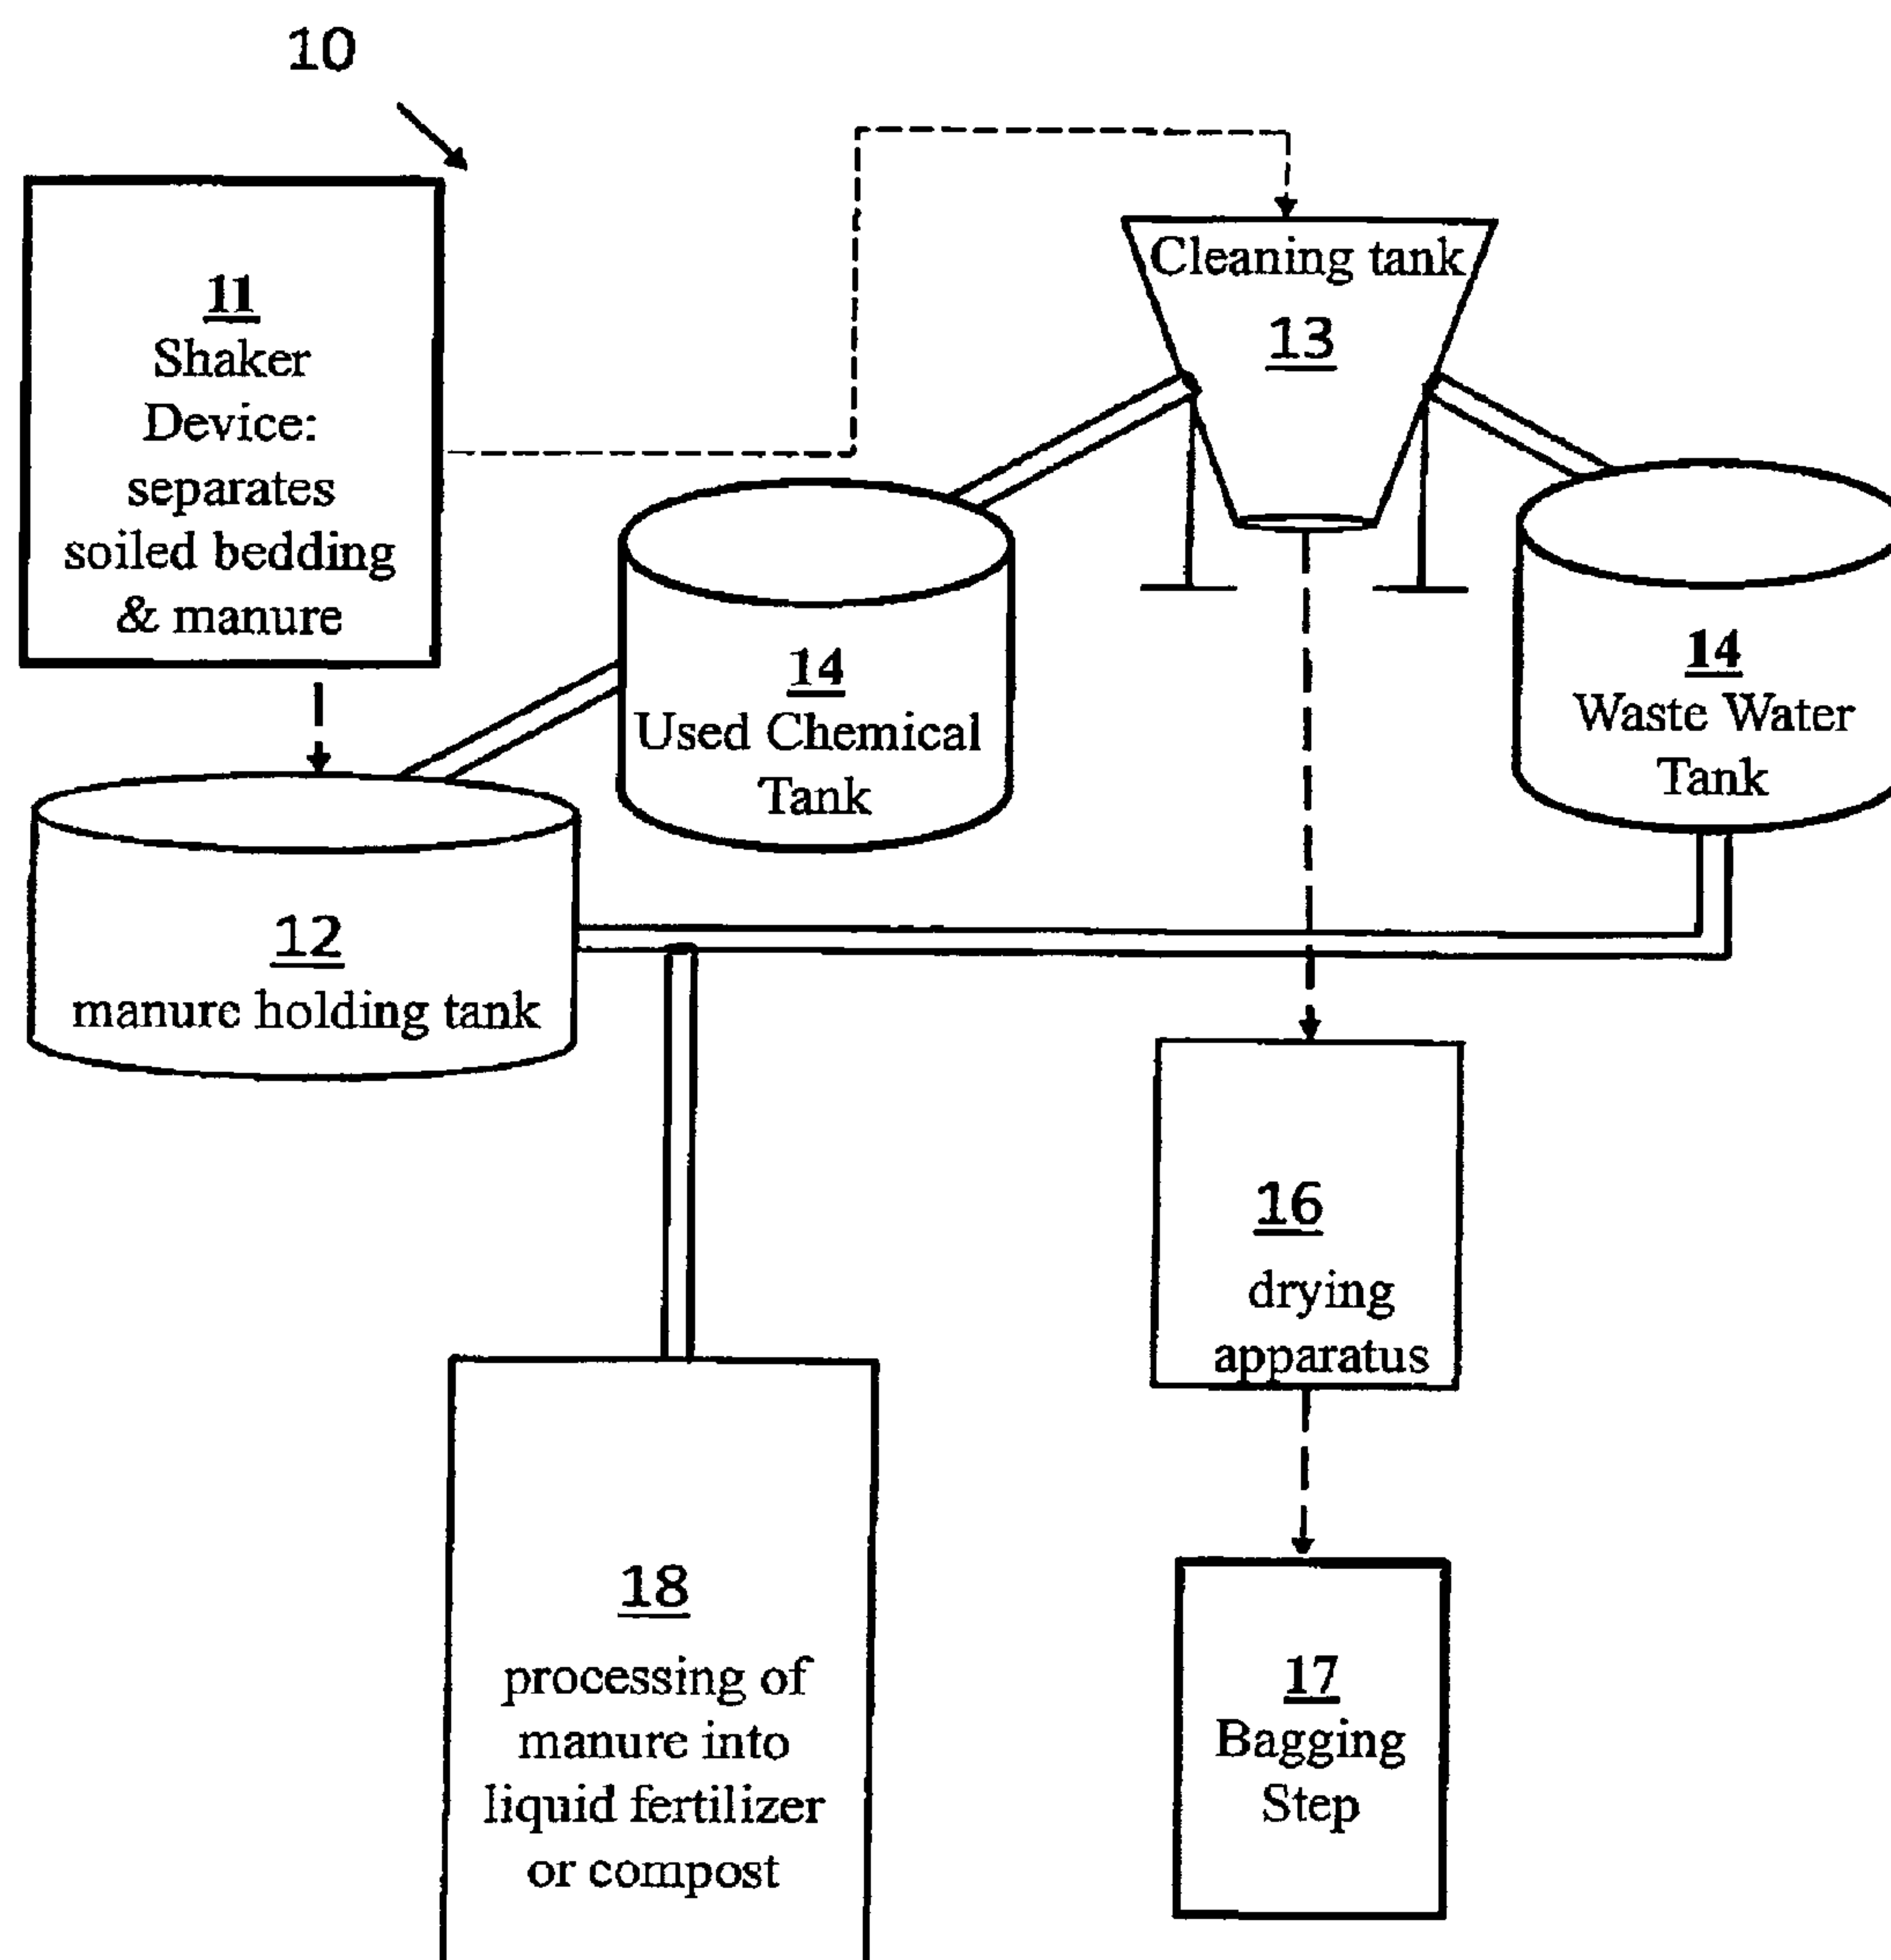 10
11
Shaker
Device:
separates
soiled bedding
& manure
Cleaning tank
13
14
Used Chemical
Tank
14
Waste Water
Tank
12
manure holding tank
16
drying
apparatus
18
processing of
manure into
liquid fertilizer
or compost
17
Bagging
Step